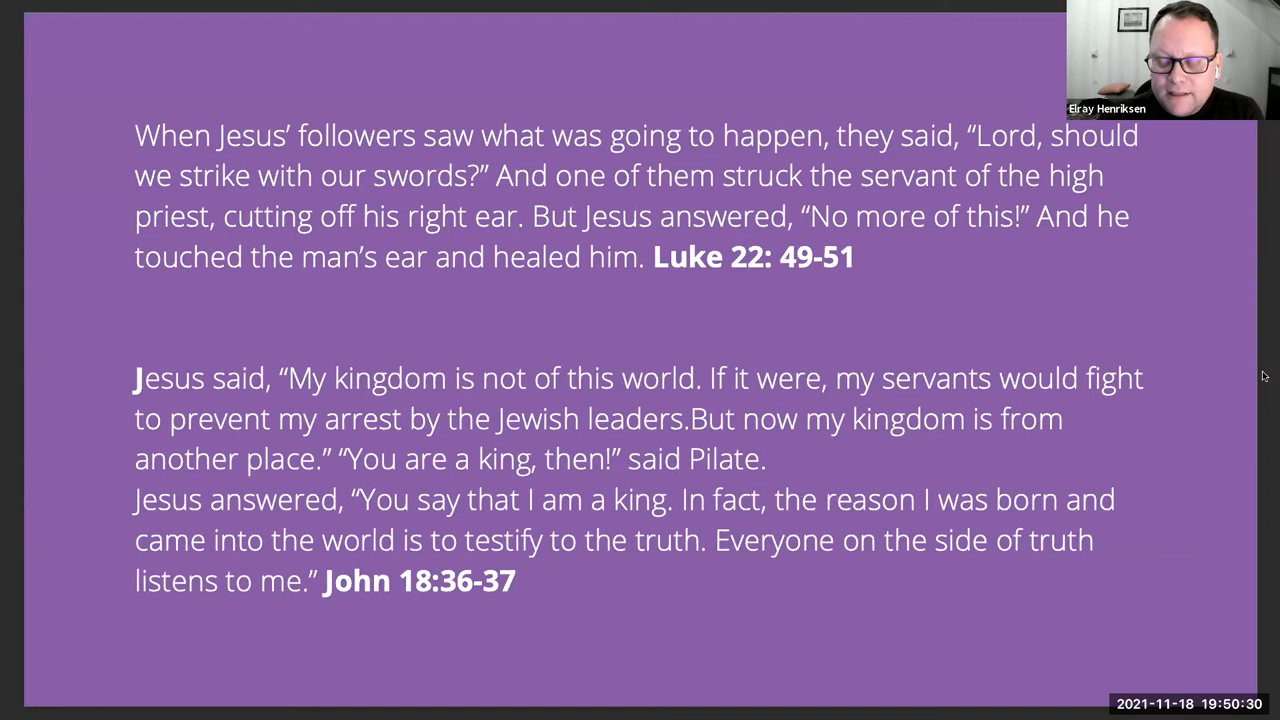 Elray Henriksen
When Jesus’ followers saw what was going to happen, they said, “Lord, should
we strike with our swords?” And one of them struck the servant of the high
priest, cutting off his right ear. But Jesus answered, “No more of this!” And he
touched the man’s ear and healed him. Luke 22: 49-51
Jesus said, “My kingdom is not of this world. If it were, my servants would fight
to prevent my arrest by the Jewish leaders.But now my kingdom is from
another place.” “You are a king, then!” said Pilate.
Jesus answered, “You say that I am a king. In fact, the reason I was born and
came into the world is to testify to the truth. Everyone on the side of truth
listens to me.” John 18:36-37
2021-11-18 19:50:30